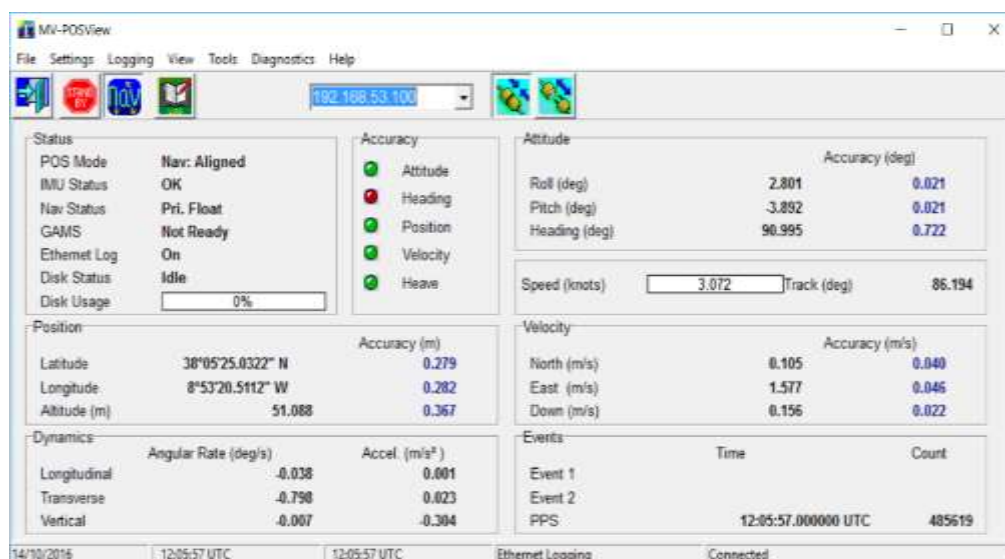 MV-POSView
File Settings Logging View Tools Diagnostics Help
STAND BY nav 192.168.53.100
Status
POS Mode Nav: Aligned
IMU Status OK
Nav Status Pri. Float
GAMS Not Ready
Ethernet Log On
Disk Status Idle
Disk Usage 0%
Accuracy
Attitude
Heading
Position
Velocity
Heave
Attitude
Accuracy (deg)
Roll (deg) 2.801 0.021
Pitch (deg) -3.892 0.021
Heading (deg) 90.995 0.722
Speed (knots) 3.072 Track (deg) 86.194
Position
Accuracy (m)
Latitude 38°05'25.0322" N 0.279
Longitude 8°53'20.5112" W 0.282
Altitude (m) 51.088 0.367
Velocity
Accuracy (m/s)
North (m/s) 0.105 0.040
East (m/s) 1.577 0.046
Down (m/s) 0.156 0.022
Dynamics
Angular Rate (deg/s) Accel. (m/s²)
Longitudinal -0.038 0.001
Transverse -0.798 0.023
Vertical -0.007 -0.304
Events
Time Count
Event 1
Event 2
PPS 12:05:57.000000 UTC 485619
14/10/2016 12:05:57 UTC 12:05:57 UTC Ethernet Logging Connected